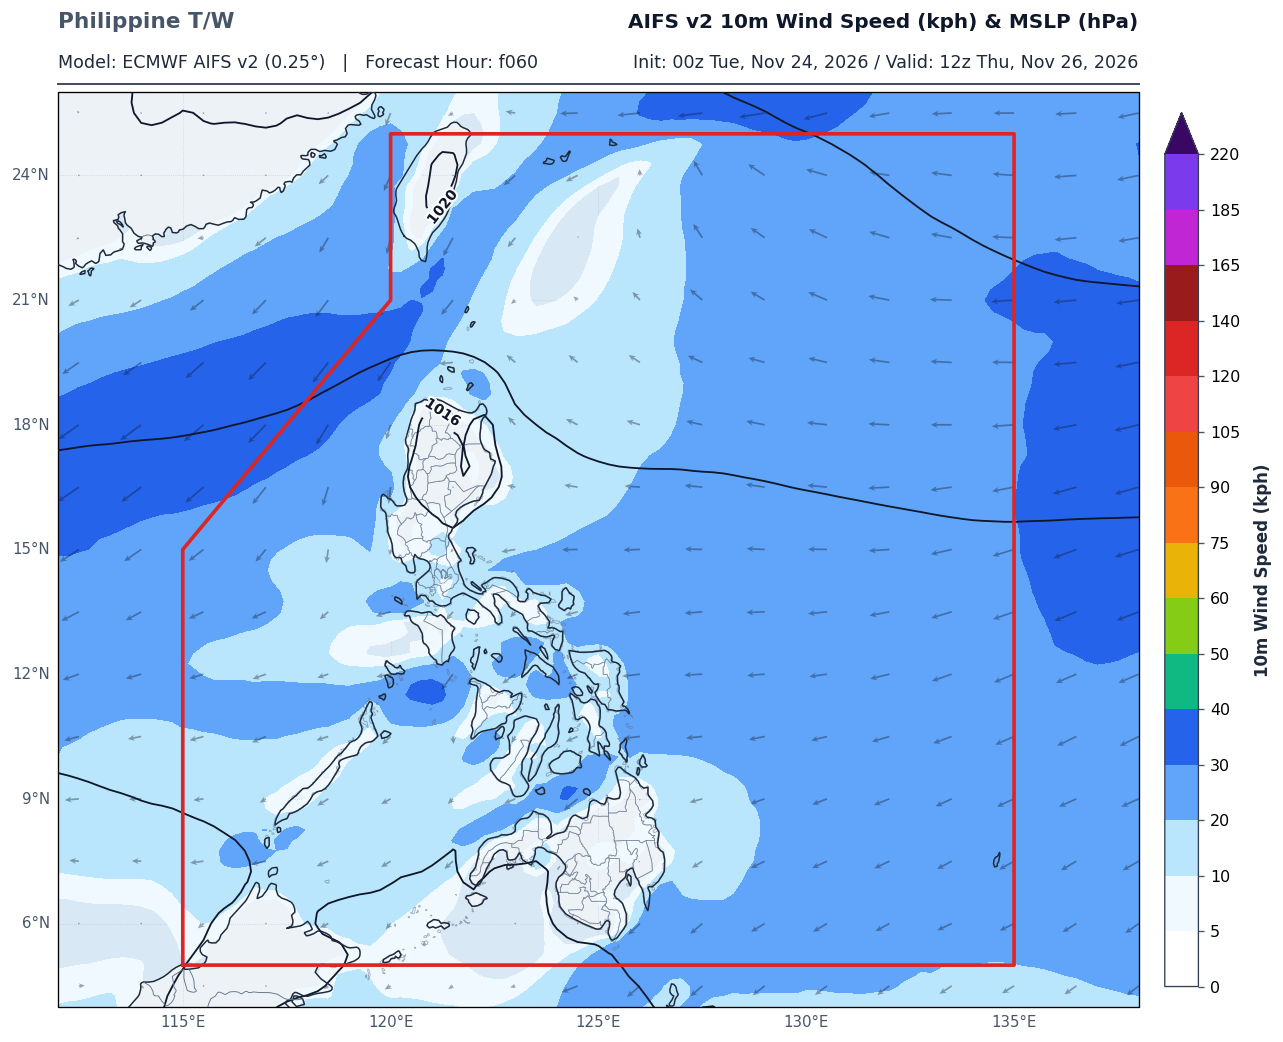 Philippine T/W
AIFS v2 10m Wind Speed (kph) & MSLP (hPa)
Model: ECMWF AIFS v2 (0.25°) | Forecast Hour: f060
Init: 00z Tue, Nov 24, 2026 / Valid: 12z Thu, Nov 26, 2026
24°N
21°N
18°N
15°N
12°N
9°N
6°N
1020
1016
115°E
120°E
125°E
130°E
135°E
220
185
165
140
120
105
90
75
60
50
40
30
20
10
5
0
10m Wind Speed (kph)